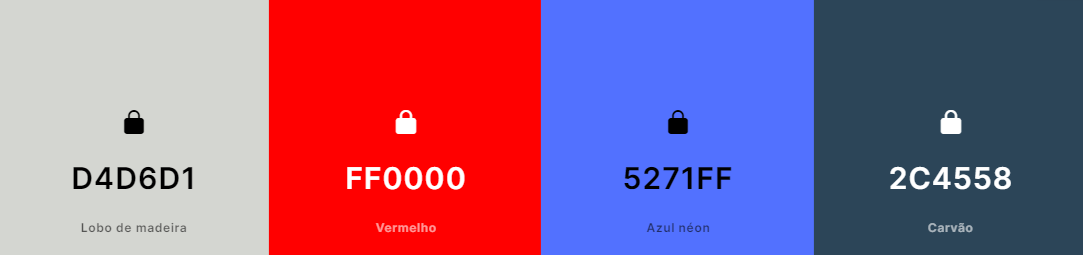 D4D6D1
Lobo de madeira
FF0000
Vermelho
5271FF
Azul néon
2C4558
Carvão